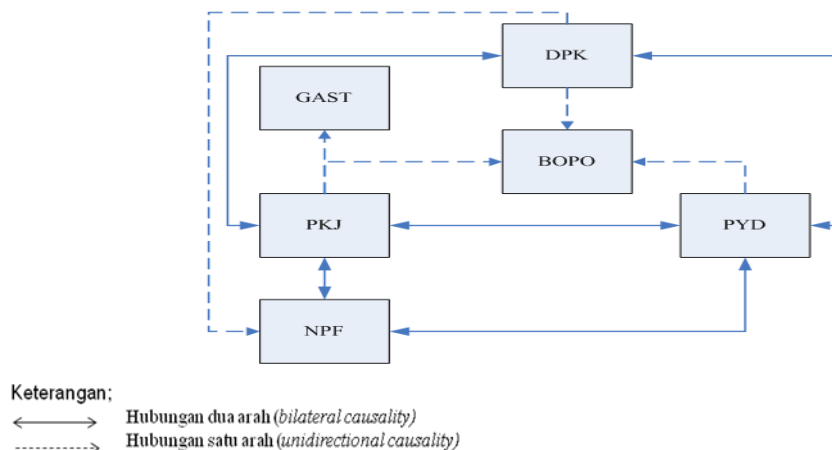 DPK
GAST
BOPO
PKJ
PYD
NPF
Keterangan;
Hubungan dua arah (bilateral causality)
Hubungan satu arah (unidirectional causality)